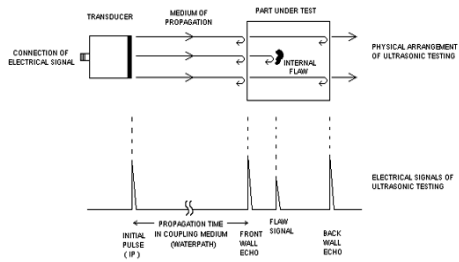 TRANSDUCER
MEDIUM OF
PROPAGATION
PART UNDER TEST
CONNECTION OF
ELECTRICAL SIGNAL
INTERNAL
FLAW
PHYSICAL ARRANGEMENT
OF ULTRASONIC TESTING
ELECTRICAL SIGNALS
OF ULTRASONIC TESTING
PROPAGATION TIME
IN COUPLING MEDIUM
(WATERPATH)
INITIAL
PULSE
( IP )
FRONT
WALL
ECHO
FLAW
SIGNAL
BACK
WALL
ECHO